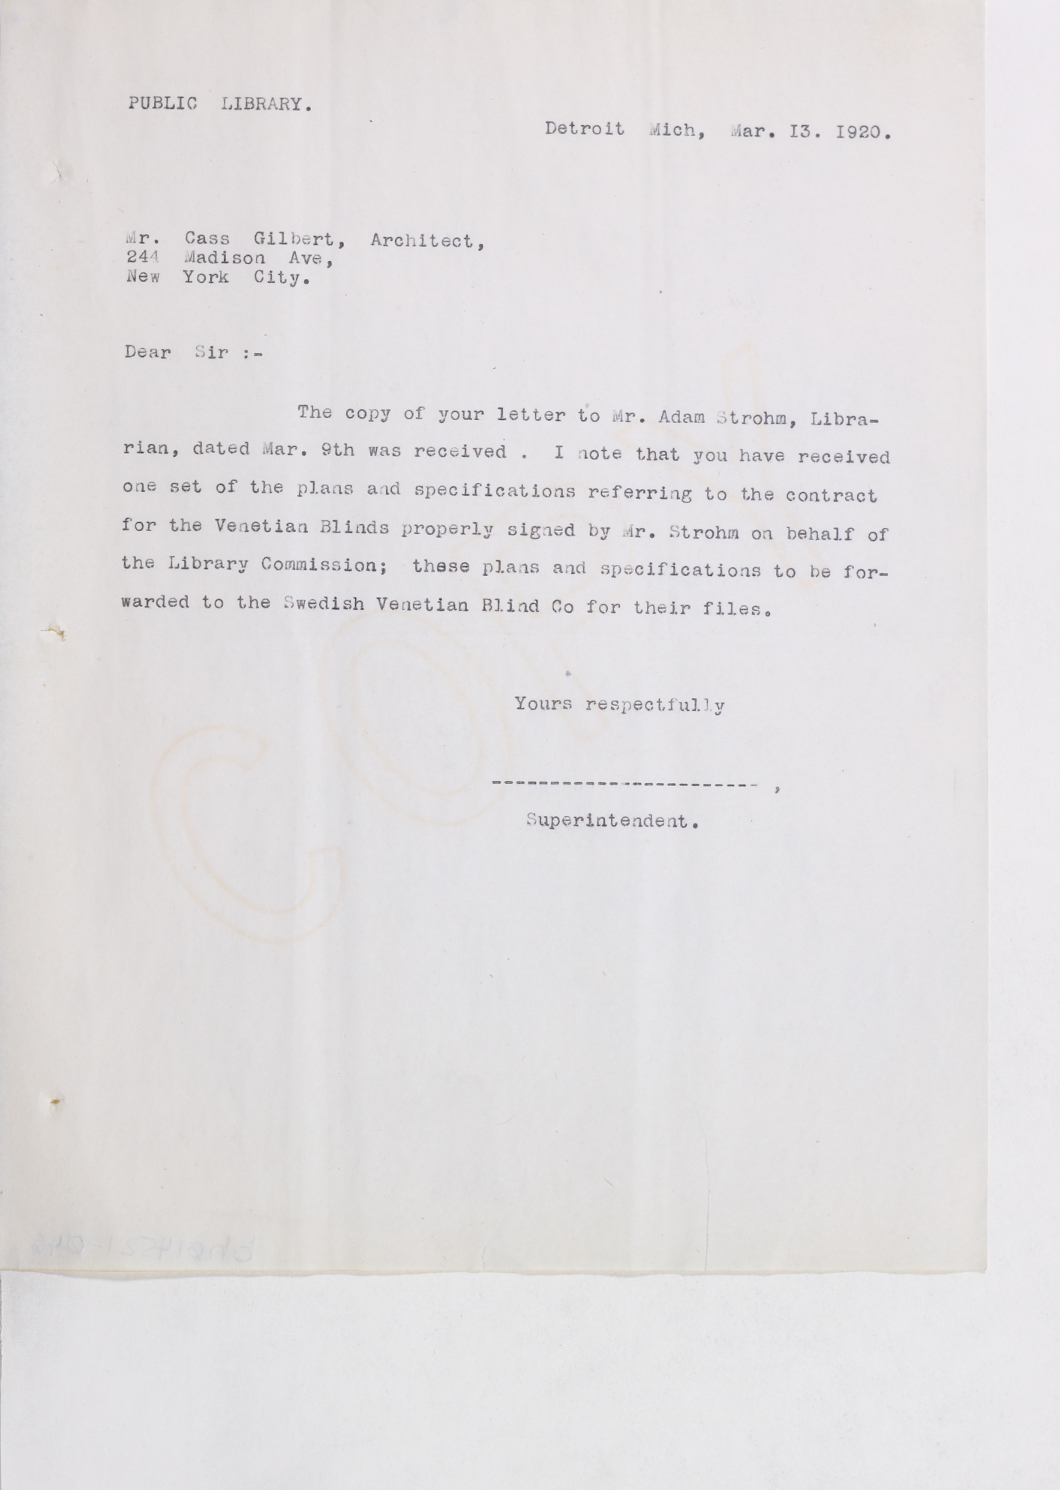 PUBLIC LIBRARY.
Detroit Mich, Mar. I3. I920.
Mr. Cass Gilbert, Architect,
244 Madison Ave,
New York City.
Dear Sir :-
The copy of your letter to Mr. Adam Strohm, Libra-
rian, dated Mar. 9th was received . I note that you have received
one set of the plans and specifications referring to the contract
for the Venetian Blinds properly signed by Mr. Strohm on behalf of
the Library Commission; these plans and specifications to be for-
warded to the Swedish Venetian Blind Co for their files.
Yours respectfully
----------------------- ,
Superintendent.